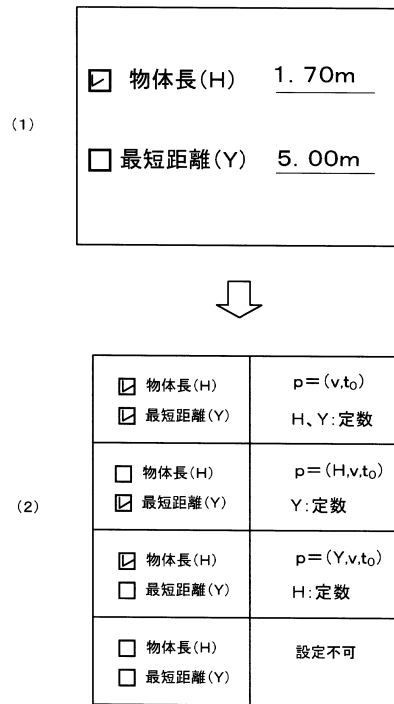 (1)
☑ 物体長(H) 1. 70m
☐ 最短距離(Y) 5. 00m
(2)
☑ 物体長(H) p=(v,t₀)
☑ 最短距離(Y) H、Y:定数
☐ 物体長(H) p=(H,v,t₀)
☑ 最短距離(Y) Y:定数
☑ 物体長(H) p=(Y,v,t₀)
☐ 最短距離(Y) H:定数
☐ 物体長(H) 設定不可
☐ 最短距離(Y)